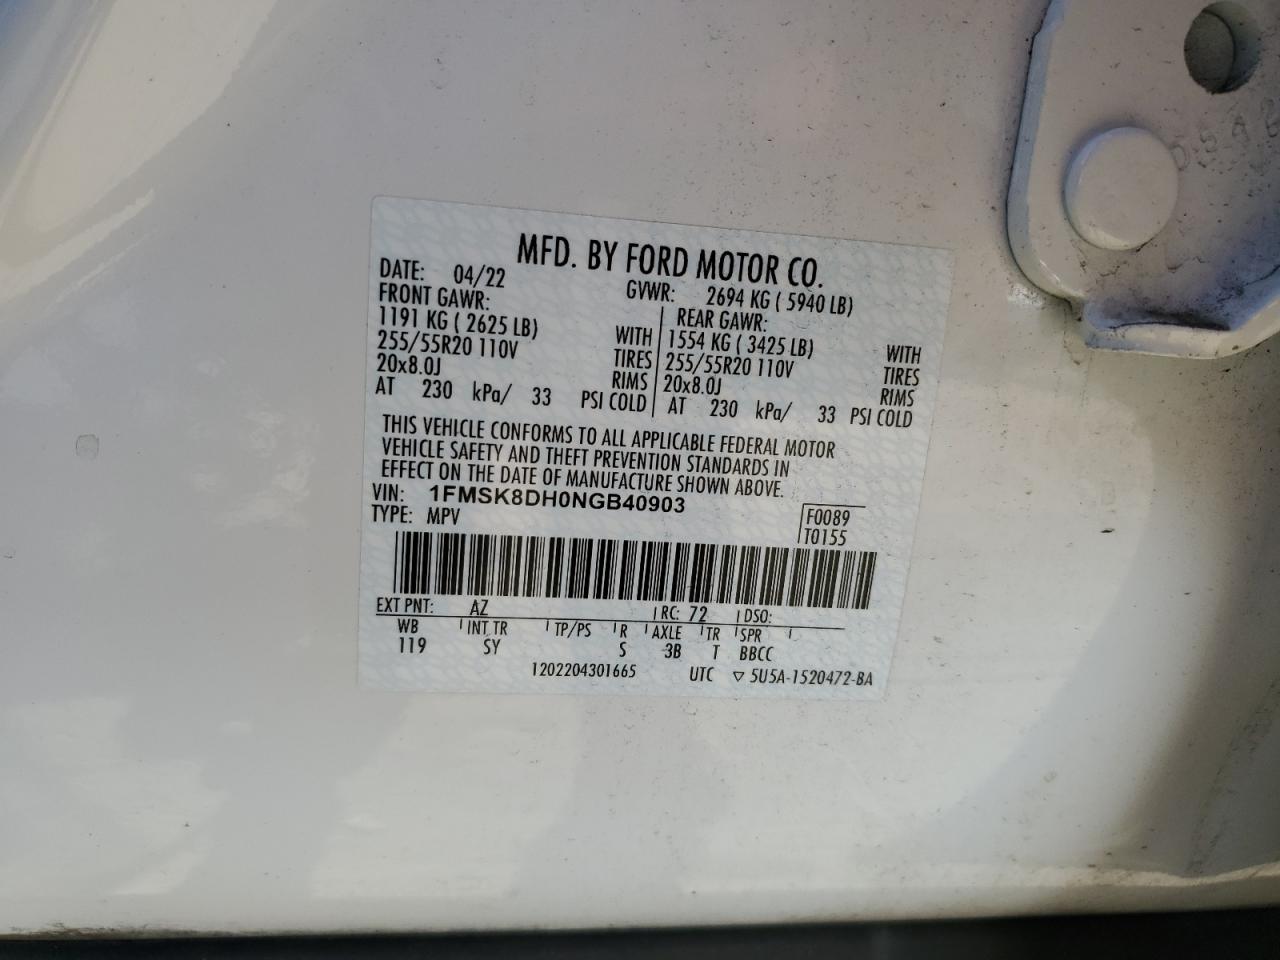 MFD. BY FORD MOTOR CO.
DATE: 04/22 GVWR: 2694 KG ( 5940 LB)
FRONT GAWR: REAR GAWR:
1191 KG ( 2625 LB) WITH 1554 KG ( 3425 LB) WITH
255/55R20 110V TIRES 255/55R20 110V TIRES
20x8.0J RIMS 20x8.0J RIMS
AT 230 kPa/ 33 PSI COLD AT 230 kPa/ 33 PSI COLD
THIS VEHICLE CONFORMS TO ALL APPLICABLE FEDERAL MOTOR
VEHICLE SAFETY AND THEFT PREVENTION STANDARDS IN
EFFECT ON THE DATE OF MANUFACTURE SHOWN ABOVE.
VIN: 1FMSK8DH0NGB40903 F0089
TYPE: MPV T0155
EXT PNT: AZ RC: 72 DSO:
WB INT TR TP/PS R AXLE TR SPR
119 SY S 3B T BBCC
1202204301665 UTC ▽ 5U5A-1520472-BA